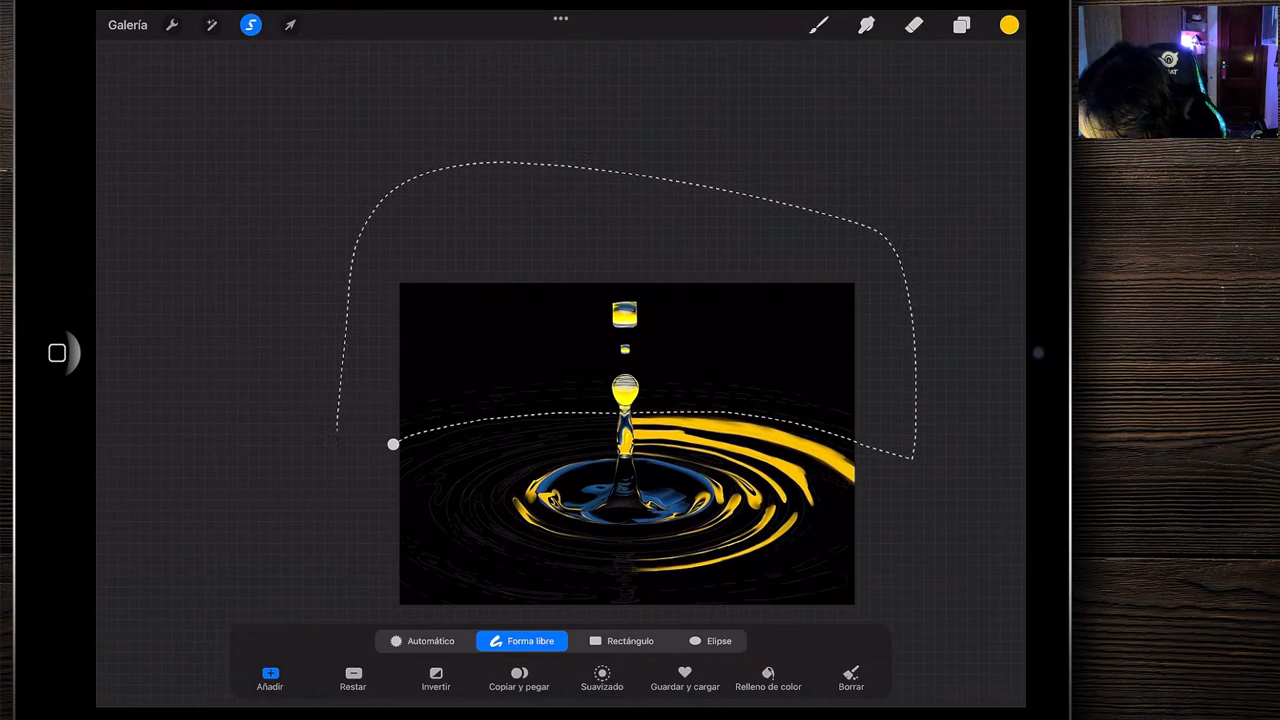 Galería
Automático
Forma libre
Rectángulo
Elipse
Añadir
Restar
Invertir
Copiar y pegar
Suavizado
Guardar y cargar
Relleno de color
Borrar